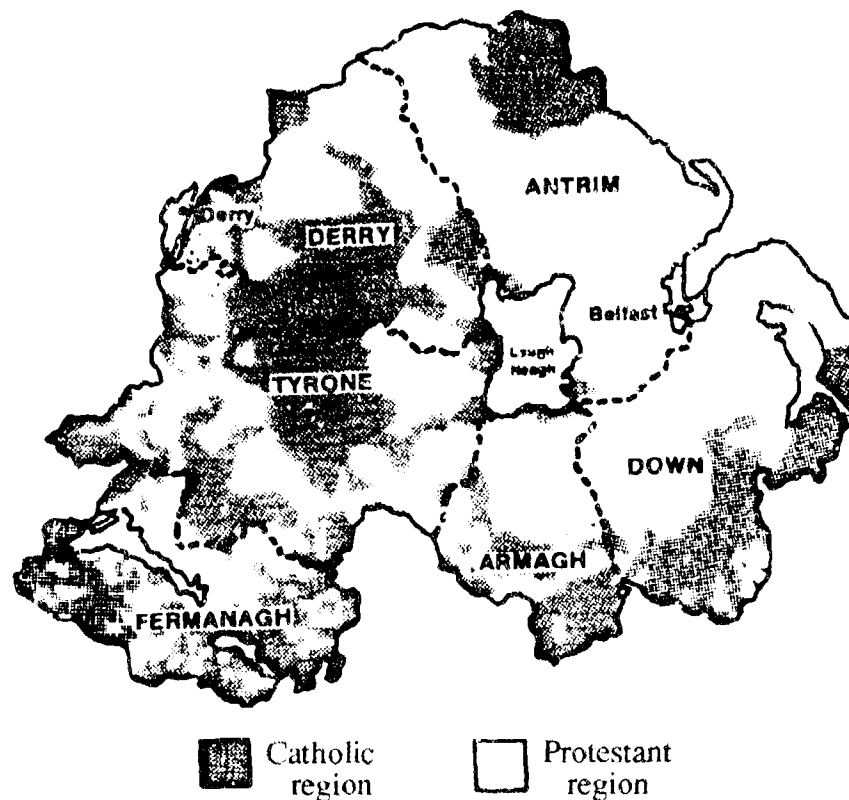 ANTRIM
Derry
DERRY
Belfast
Lough
Neagh
TYRONE
DOWN
ARMAGH
FERMANAGH
Catholic
region
Protestant
region